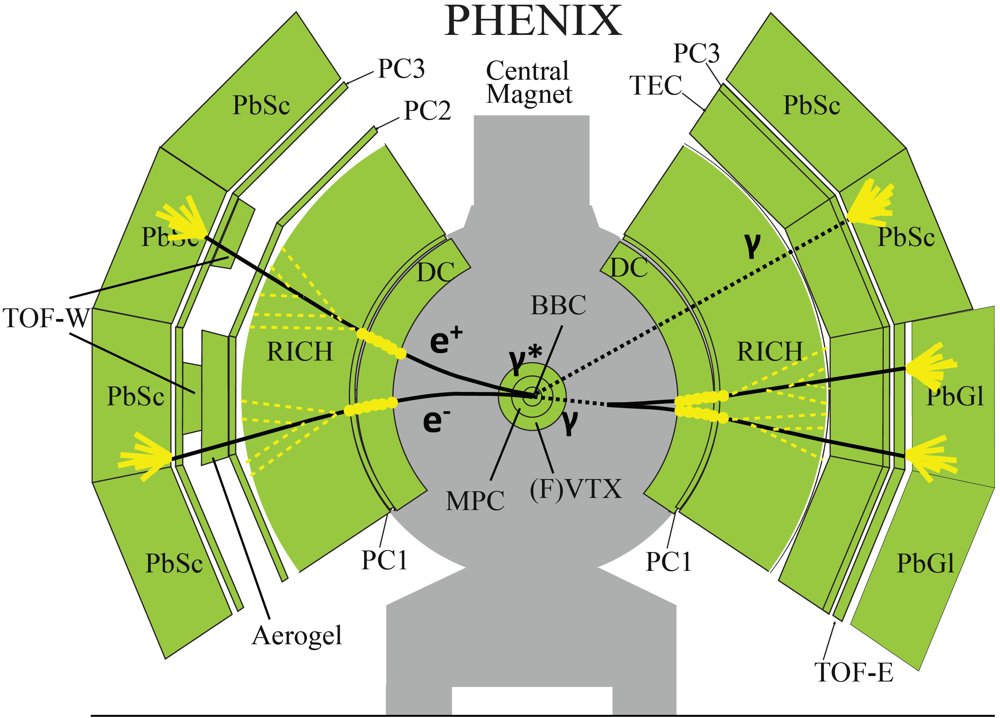 PHENIX
Central
Magnet
PC3
PC2
PbSc
PC3
TEC
PbSc
PbSc
PbSc
DC
DC
γ
TOF-W
BBC
RICH
RICH
e+
γ*
PbSc
PbGl
e-
γ
MPC
(F)VTX
PbSc
PC1
PC1
PbGl
Aerogel
TOF-E